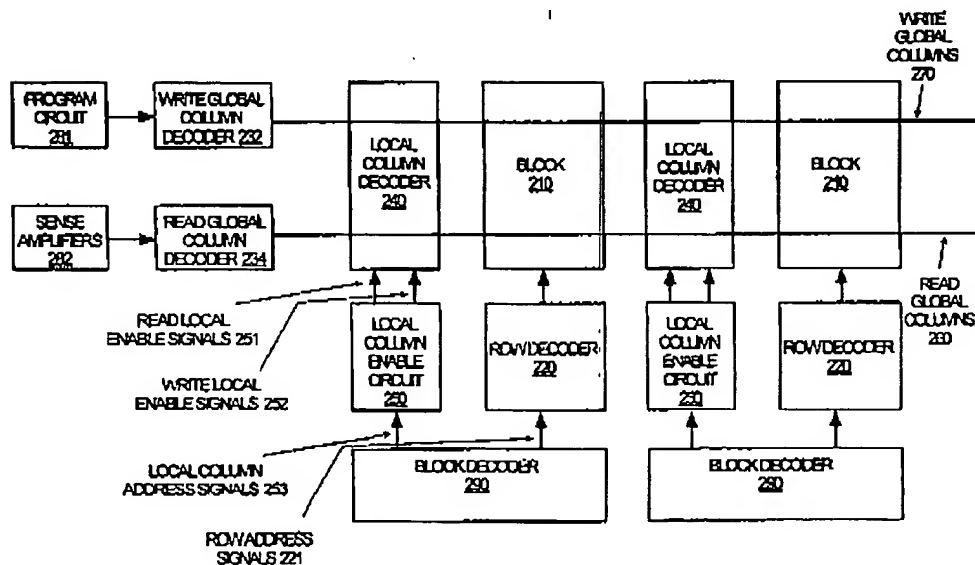 WRITE
GLOBAL
COLUMNS
270
PROGRAM
CIRCUIT
281
WRITE GLOBAL
COLUMN
DECODER 232
LOCAL
COLUMN
DECODER
240
BLOCK
210
LOCAL
COLUMN
DECODER
240
BLOCK
210
SENSE
AMPLIFIERS
282
READ GLOBAL
COLUMN
DECODER 234
READ
GLOBAL
COLUMNS
260
READ LOCAL
ENABLE SIGNALS 251
LOCAL
COLUMN
ENABLE
CIRCUIT
250
ROW DECODER
220
LOCAL
COLUMN
ENABLE
CIRCUIT
250
ROW DECODER
220
WRITE LOCAL
ENABLE SIGNALS 252
LOCAL COLUMN
ADDRESS SIGNALS 253
BLOCK DECODER
290
BLOCK DECODER
290
ROW ADDRESS
SIGNALS 221